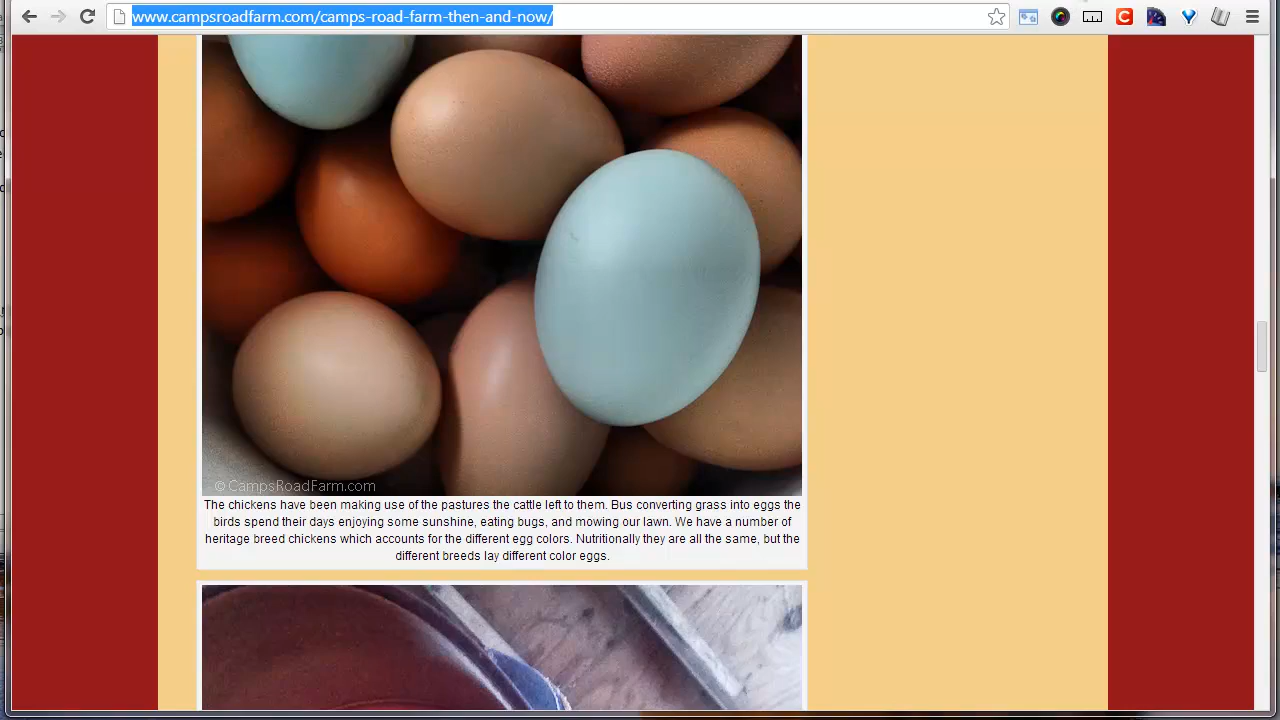 www.campsroadfarm.com/camps-road-farm-then-and-now/
© CampsRoadFarm.com
The chickens have been making use of the pastures the cattle left to them. Bus converting grass into eggs the
birds spend their days enjoying some sunshine, eating bugs, and mowing our lawn. We have a number of
heritage breed chickens which accounts for the different egg colors. Nutritionally they are all the same, but the
different breeds lay different color eggs.